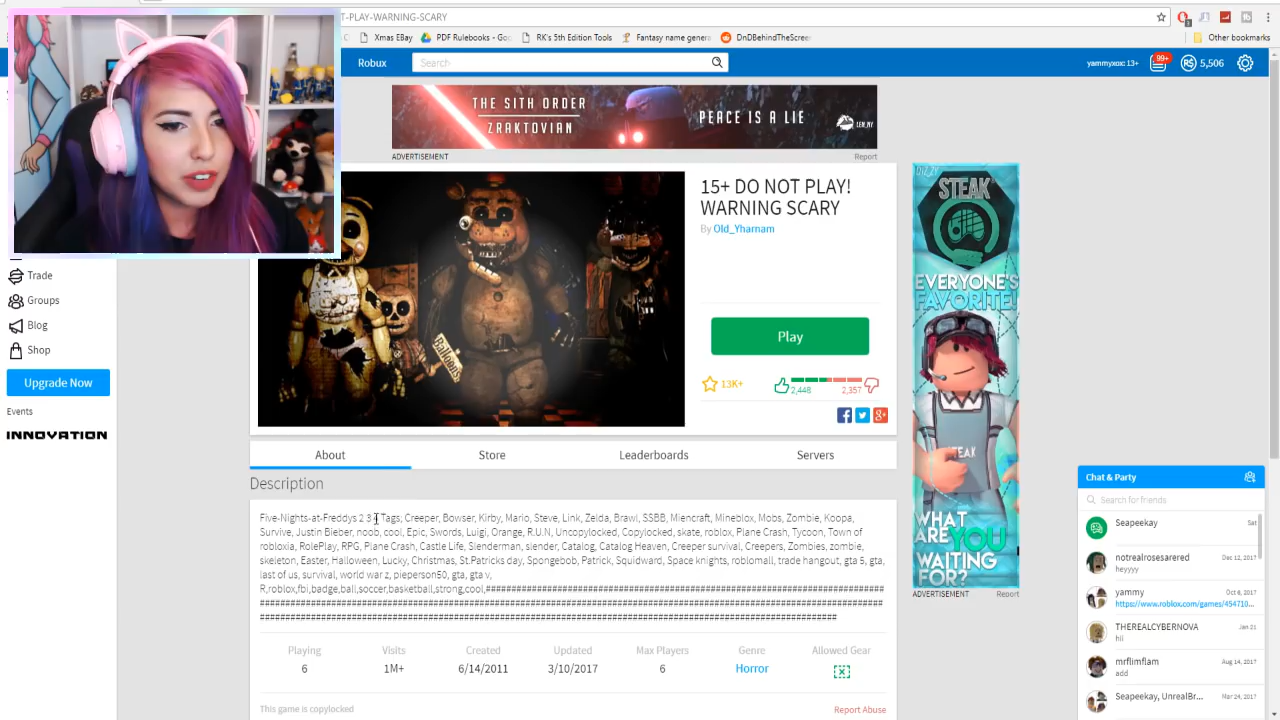 T-PLAY-WARNING-SCARY
Xmas EBay
PDF Rulebooks - Goo
RK's 5th Edition Tools
Fantasy name genera
DnDBehindTheScree
Other bookmarks
Robux
Search
yammyxox: 13+
99+
5,506
THE SITH ORDER
ZRAKTOVIAN
PEACE IS A LIE
ADVERTISEMENT
Report
15+ DO NOT PLAY!
WARNING SCARY
By Old_Yharnam
Play
13K+
2,448
2,357
Trade
Groups
Blog
Shop
Upgrade Now
Events
INNOVATION
About
Store
Leaderboards
Servers
Description
Five-Nights-at-Freddys 2 3 Tags, Creeper, Bowser, Kirby, Mario, Steve, Link, Zelda, Brawl, SSBB, Miencraft, Mineblox, Mobs, Zombie, Koopa,
Survive, Justin Bieber, noob, cool, Epic, Swords, Luigi, Orange, R.U.N, Uncopylocked, Copylocked, skate, roblox, Plane Crash, Tycoon, Town of
robloxia, RolePlay, RPG, Plane Crash, Castle Life, Slenderman, slender, Catalog, Catalog Heaven, Creeper survival, Creepers, Zombies, zombie,
skeleton, Easter, Halloween, Lucky, Christmas, St.Patricks day, Spongebob, Patrick, Squidward, Space knights, roblomall, trade hangout, gta 5, gta,
last of us, survival, world war z, pieperson50, gta, gta v,
R,roblox,fbi,badge,ball,soccer,basketball,strong,cool,
Playing
Visits
Created
Updated
Max Players
Genre
Allowed Gear
6
1M+
6/14/2011
3/10/2017
6
Horror
This game is copylocked
Report Abuse
STEAK
EVERYONE'S
FAVORITE!
WHAT
ARE YOU
WAITING
FOR?
ADVERTISEMENT
Report
Chat & Party
Search for friends
Seapeekay
Sat
notrealrosesarered
Dec 12, 2017
heyyyy
yammy
Oct 8, 2017
https://www.roblox.com/games/454710...
THEREALCYBERNOVA
Jan 21
hii
mrflimflam
Aug 14, 2017
add
Seapeekay, UnrealBr...
Mar 24, 2017